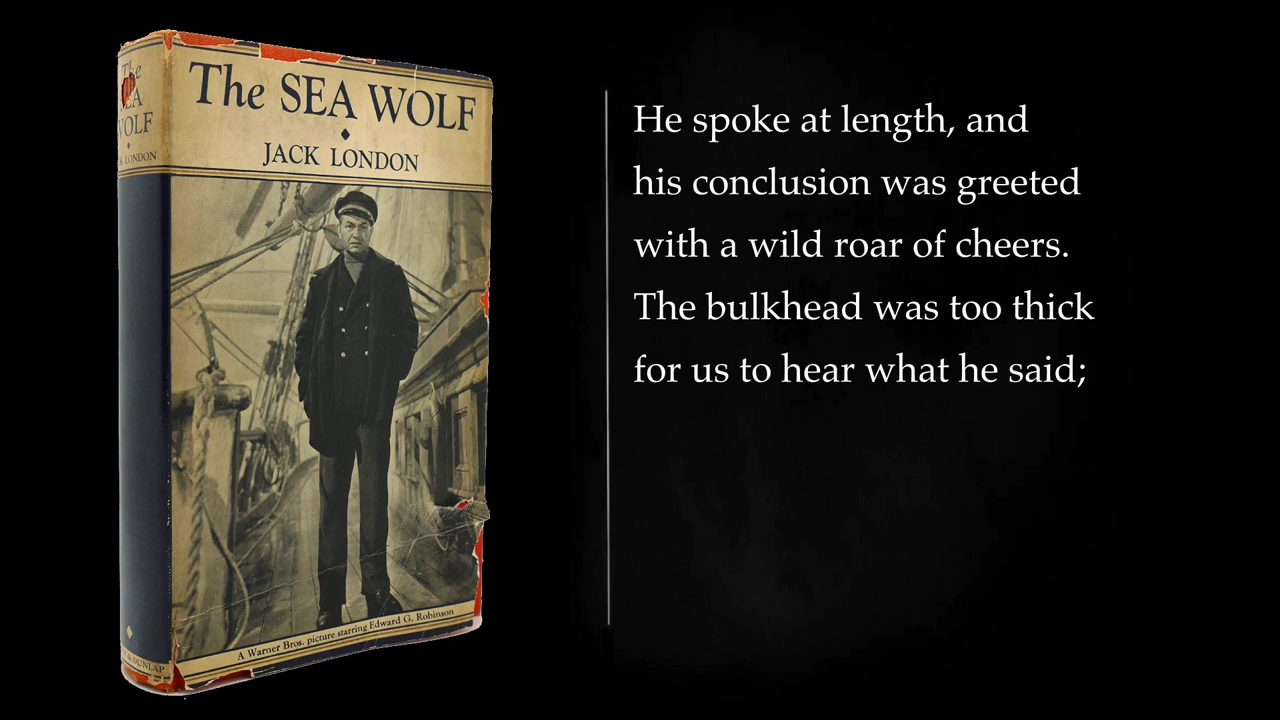 The SEA WOLF
JACK LONDON
A Warner Bros. picture starring Edward G. Robinson
The
SEA
WOLF
LONDON
DUNLAP
He spoke at length, and
his conclusion was greeted
with a wild roar of cheers.
The bulkhead was too thick
for us to hear what he said;